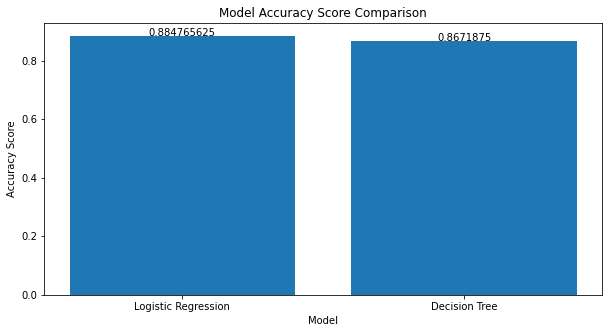 Model Accuracy Score Comparison
0.884765625
0.8671875
0.8
0.6
0.4
0.2
0.0
Accuracy Score
Logistic Regression
Decision Tree
Model